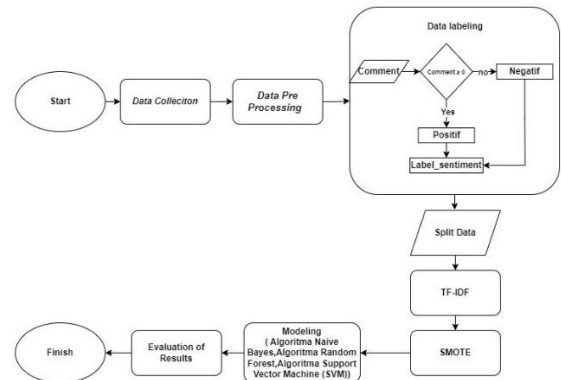 Data labeling
Comment
Comment ≥ 0
no
Negatif
Start
Data Colleciton
Data Pre
Processing
Yes
Positif
Label_sentiment
Split Data
TF-IDF
SMOTE
Modeling
( Algoritma Naive
Bayes,Algoritma Random
Forest,Algoritma Support
Vector Machine (SVM))
Evaluation of
Results
Finish